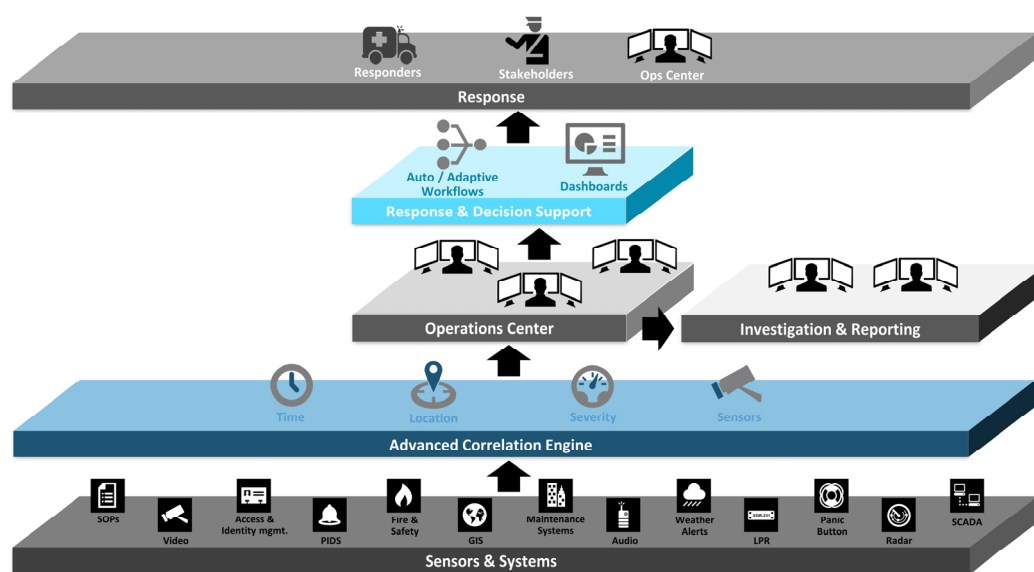 Responders
Stakeholders
Ops Center
Response
Auto / Adaptive
Workflows
Dashboards
Response & Decision Support
Operations Center
Investigation & Reporting
Time
Location
Severity
Sensors
Advanced Correlation Engine
SOPs
Video
Access &
Identity mgmt.
PIDS
Fire &
Safety
GIS
Maintenance
Systems
Audio
Weather
Alerts
LPR
Panic
Button
Radar
SCADA
Sensors & Systems